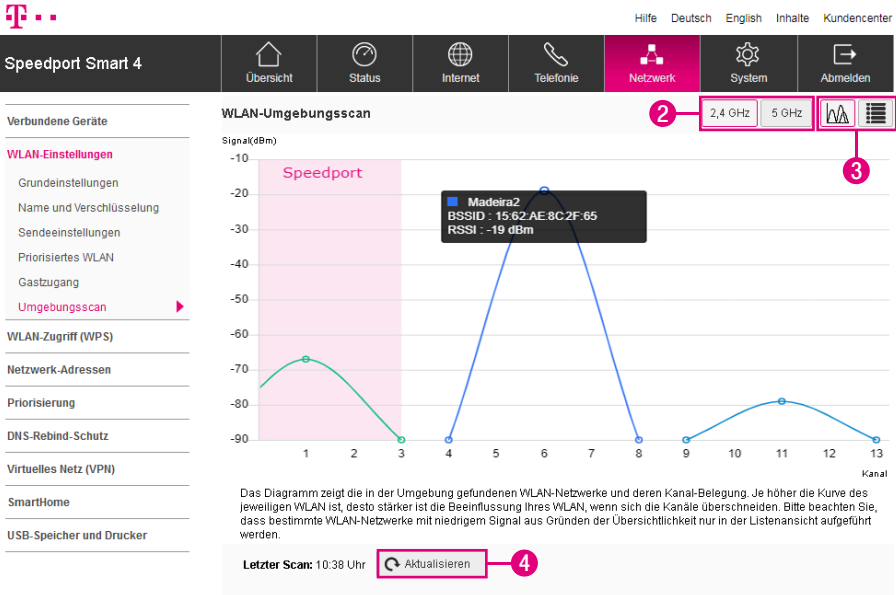 T
Hilfe Deutsch English Inhalte Kundencenter
Speedport Smart 4
Übersicht Status Internet Telefonie Netzwerk System Abmelden
Verbundene Geräte
WLAN-Einstellungen
Grundeinstellungen
Name und Verschlüsselung
Sendeeinstellungen
Priorisiertes WLAN
Gastzugang
Umgebungsscan
WLAN-Zugriff (WPS)
Netzwerk-Adressen
Priorisierung
DNS-Rebind-Schutz
Virtuelles Netz (VPN)
SmartHome
USB-Speicher und Drucker
WLAN-Umgebungsscan
2
2,4 GHz 5 GHz
3
Signal(dBm)
-10
-20
-30
-40
-50
-60
-70
-80
-90
Speedport
Madeira2
BSSID : 15:62:AE:8C:2F:65
RSSI : -19 dBm
1 2 3 4 5 6 7 8 9 10 11 12 13
Kanal
Das Diagramm zeigt die in der Umgebung gefundenen WLAN-Netzwerke und deren Kanal-Belegung. Je höher die Kurve des
jeweiligen WLAN ist, desto stärker ist die Beeinflussung Ihres WLAN, wenn sich die Kanäle überschneiden. Bitte beachten Sie,
dass bestimmte WLAN-Netzwerke mit niedrigem Signal aus Gründen der Übersichtlichkeit nur in der Listenansicht aufgeführt
werden.
Letzter Scan: 10:38 Uhr Aktualisieren 4